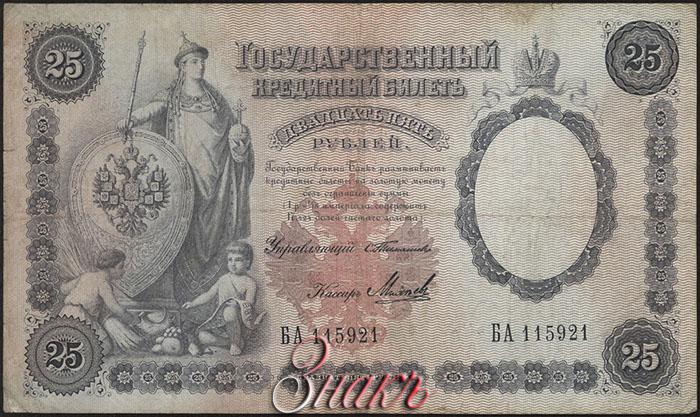 25
25
Государственный
кредитный билетъ
ДВАДЦАТЬ ПЯТЬ
РУБЛЕЙ.
Государственный Банкъ размѣниваетъ
кредитные билеты на золотую монету
безъ ограниченія суммы
Управляющій
Кассиръ
БА 115921
БА 115921
25
25
Знакъ